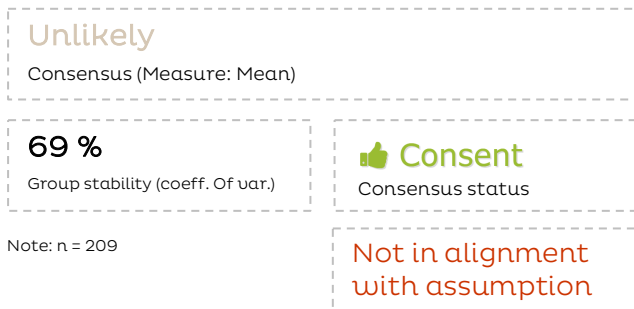 Unlikely
Consensus (Measure: Mean)
69 %
Group stability (coeff. Of var.)
Consent
Consensus status
Note: n = 209
Not in alignment
with assumption